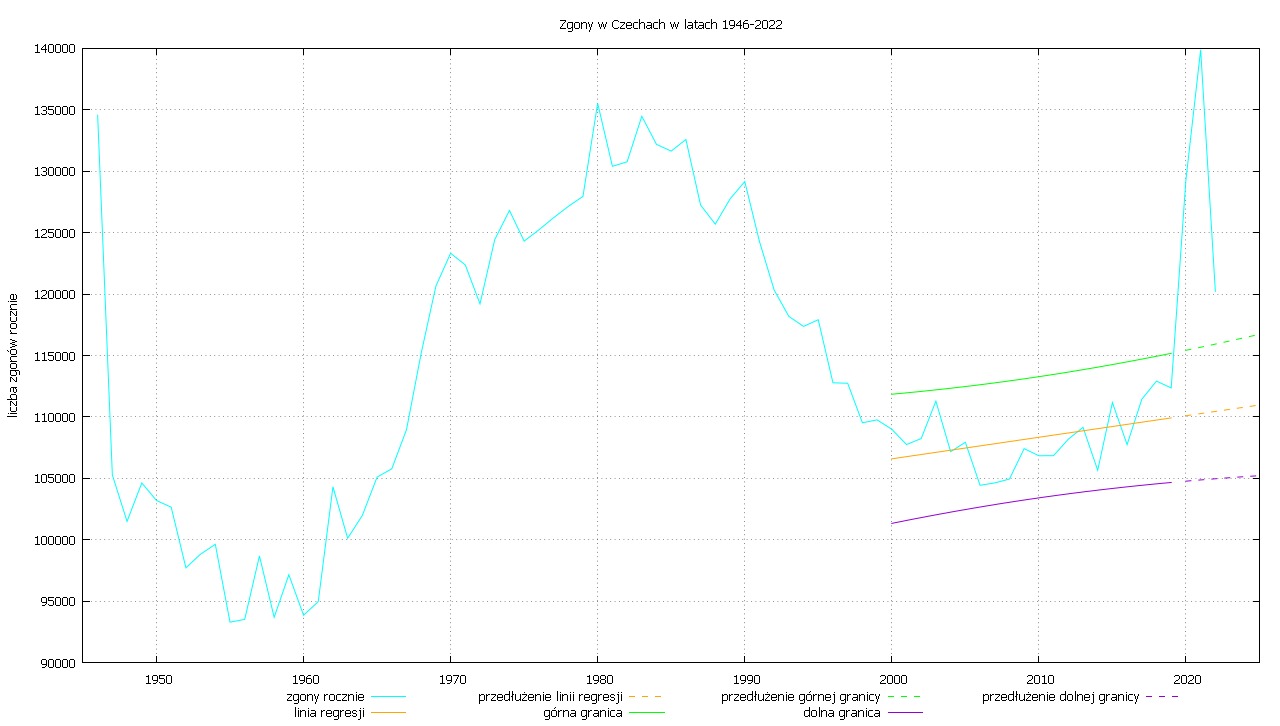 Zgony w Czechach w latach 1946-2022
140000
135000
130000
125000
120000
115000
110000
105000
100000
95000
90000
liczba zgonów rocznie
1950 1960 1970 1980 1990 2000 2010 2020
zgony rocznie przedłużenie linii regresji przedłużenie górnej granicy przedłużenie dolnej granicy
linia regresji górna granica dolna granica